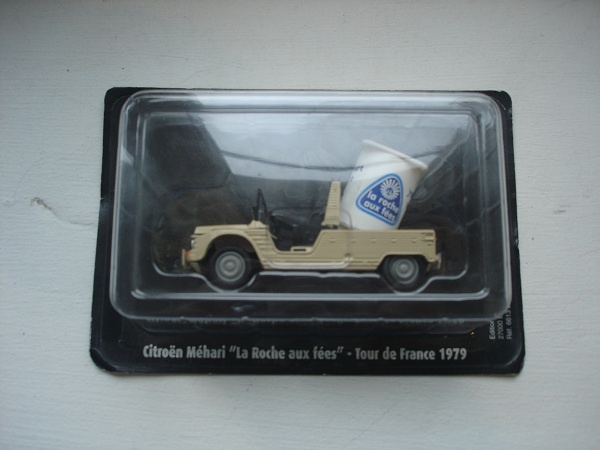 la roche
aux fées
Citroën Méhari "La Roche aux fées" - Tour de France 1979